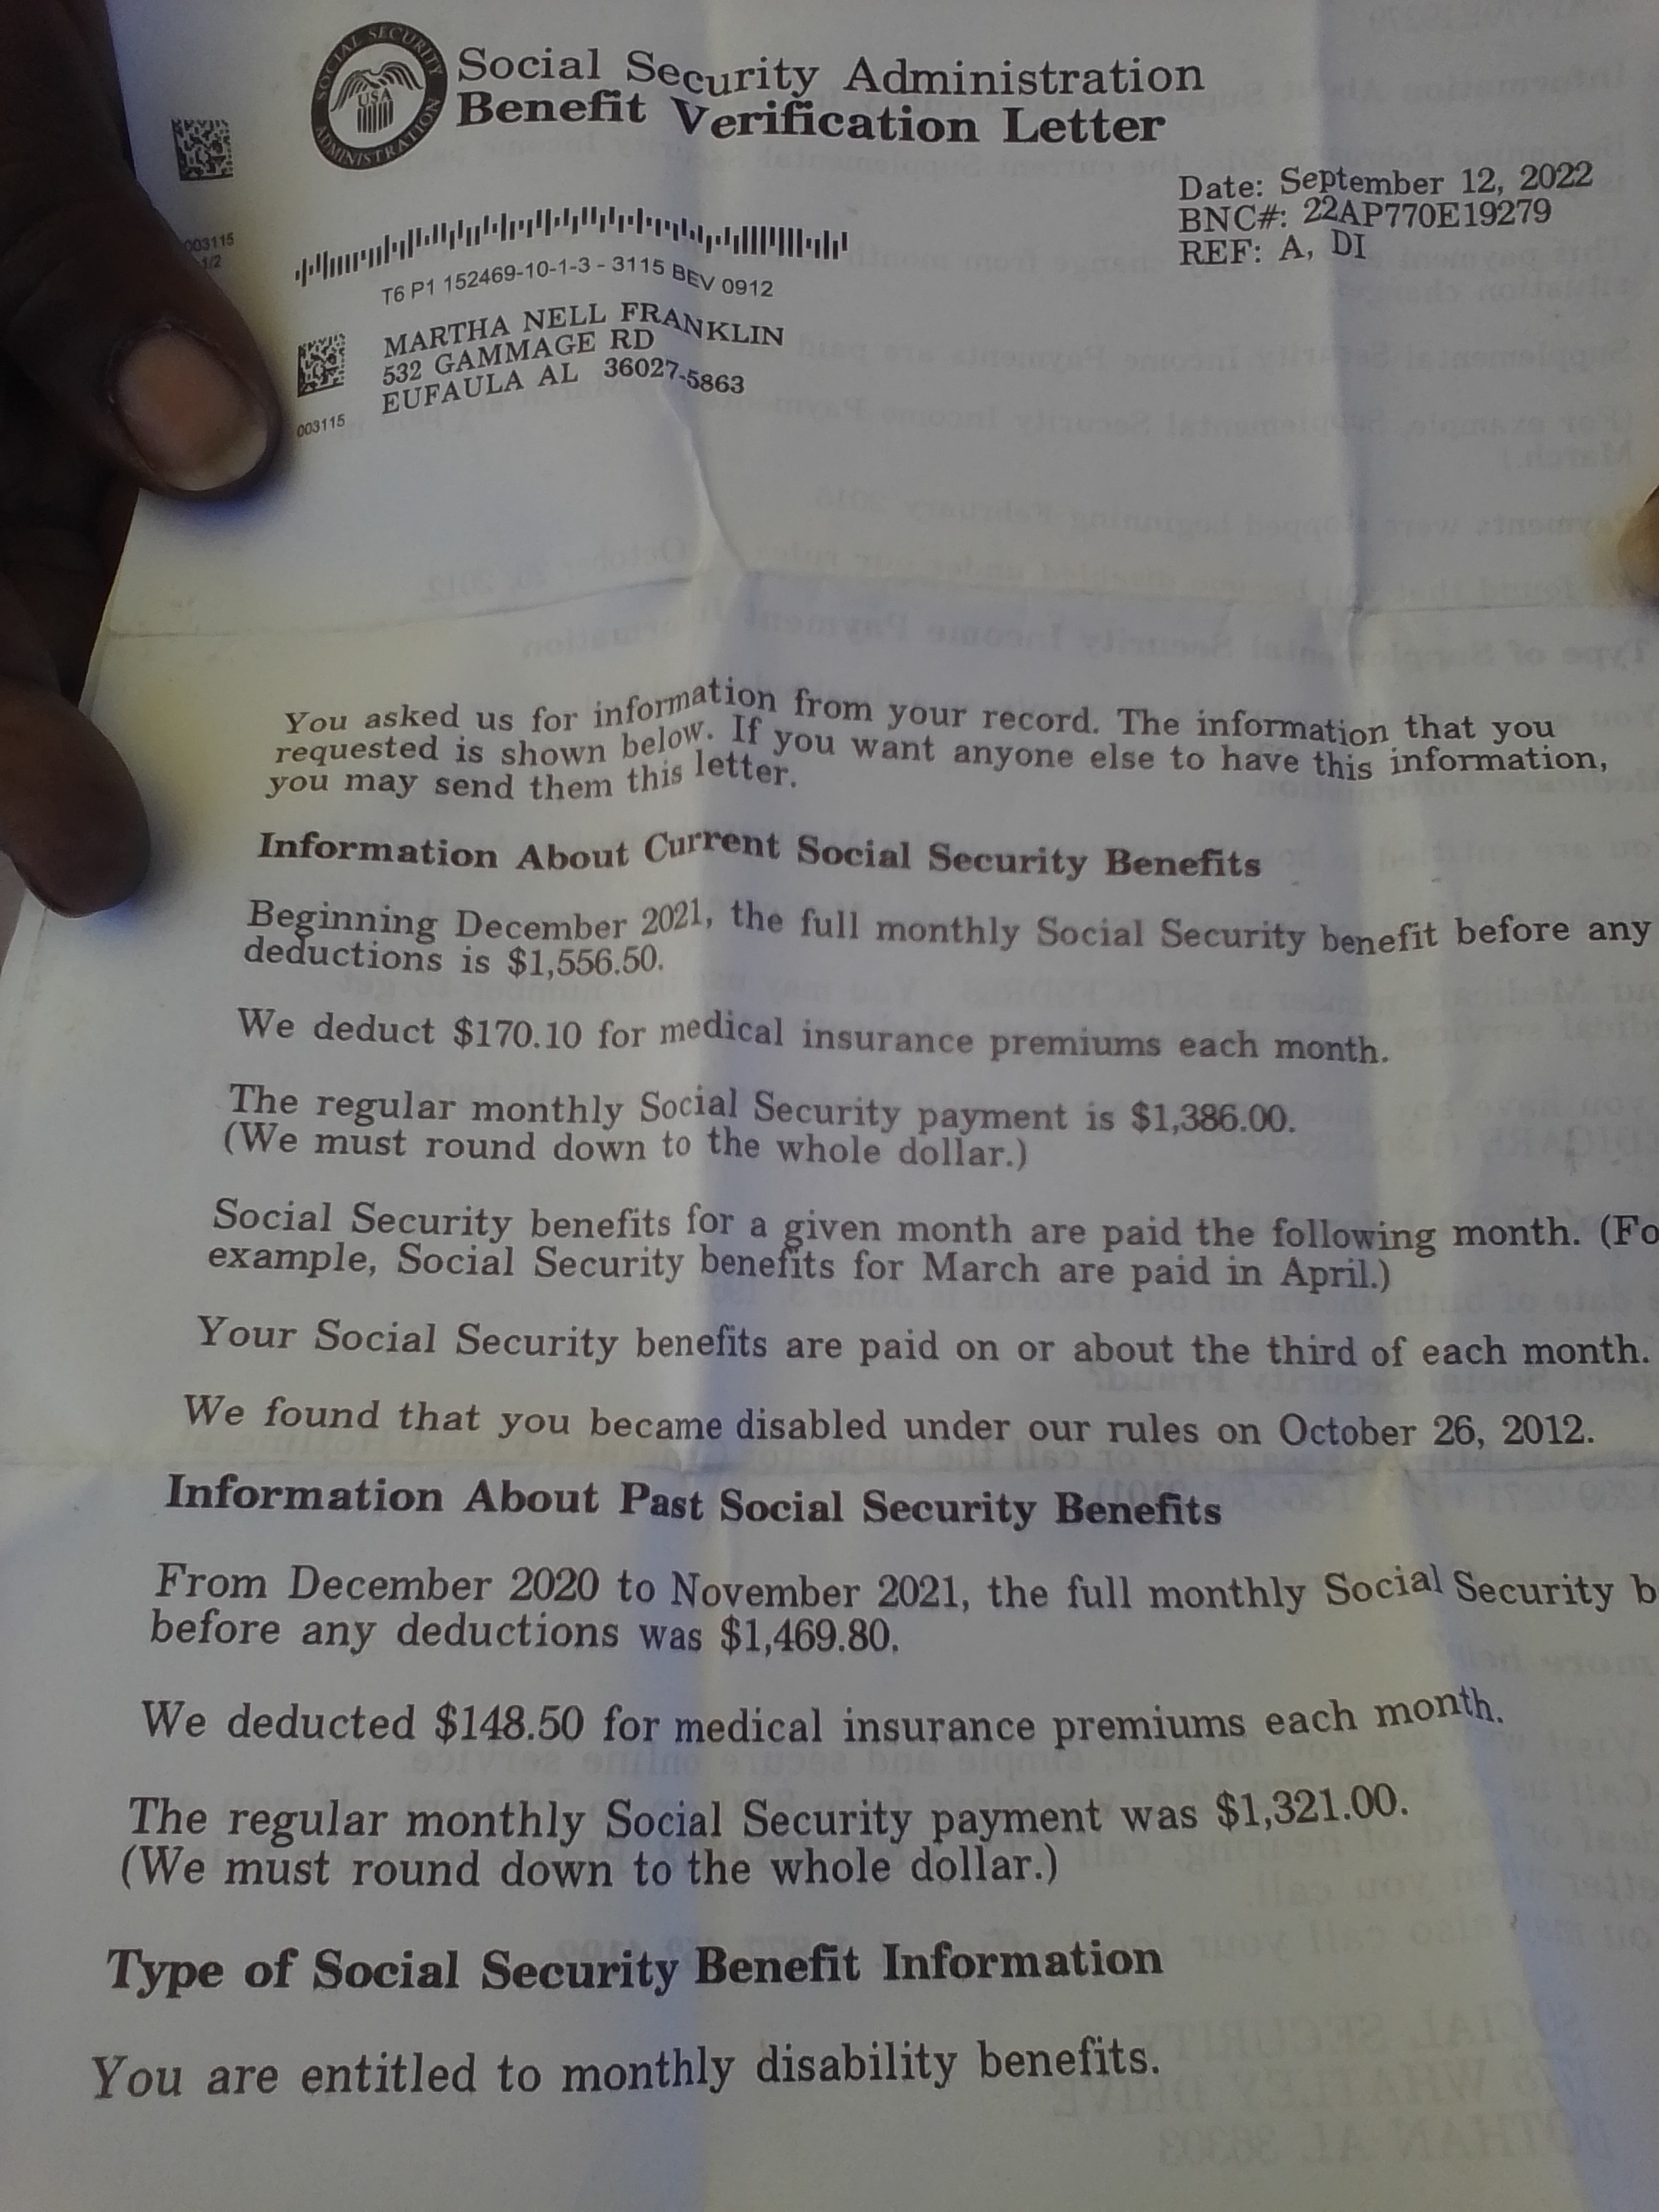 SOCIAL SECURITY ADMINISTRATION
USA
Social Security Administration
Benefit Verification Letter
Date: September 12, 2022
BNC#: 22AP770E19279
REF: A, DI
003115
1/2
T6 P1 152469-10-1-3 - 3115 BEV 0912
MARTHA NELL FRANKLIN
532 GAMMAGE RD
EUFAULA AL 36027-5863
003115
You asked us for information from your record. The information that you
requested is shown below. If you want anyone else to have this information,
you may send them this letter.
Information About Current Social Security Benefits
Beginning December 2021, the full monthly Social Security benefit before any
deductions is $1,556.50.
We deduct $170.10 for medical insurance premiums each month.
The regular monthly Social Security payment is $1,386.00.
(We must round down to the whole dollar.)
Social Security benefits for a given month are paid the following month. (Fo
example, Social Security benefits for March are paid in April.)
Your Social Security benefits are paid on or about the third of each month.
We found that you became disabled under our rules on October 26, 2012.
Information About Past Social Security Benefits
From December 2020 to November 2021, the full monthly Social Security b
before any deductions was $1,469.80.
We deducted $148.50 for medical insurance premiums each month.
The regular monthly Social Security payment was $1,321.00.
(We must round down to the whole dollar.)
Type of Social Security Benefit Information
You are entitled to monthly disability benefits.